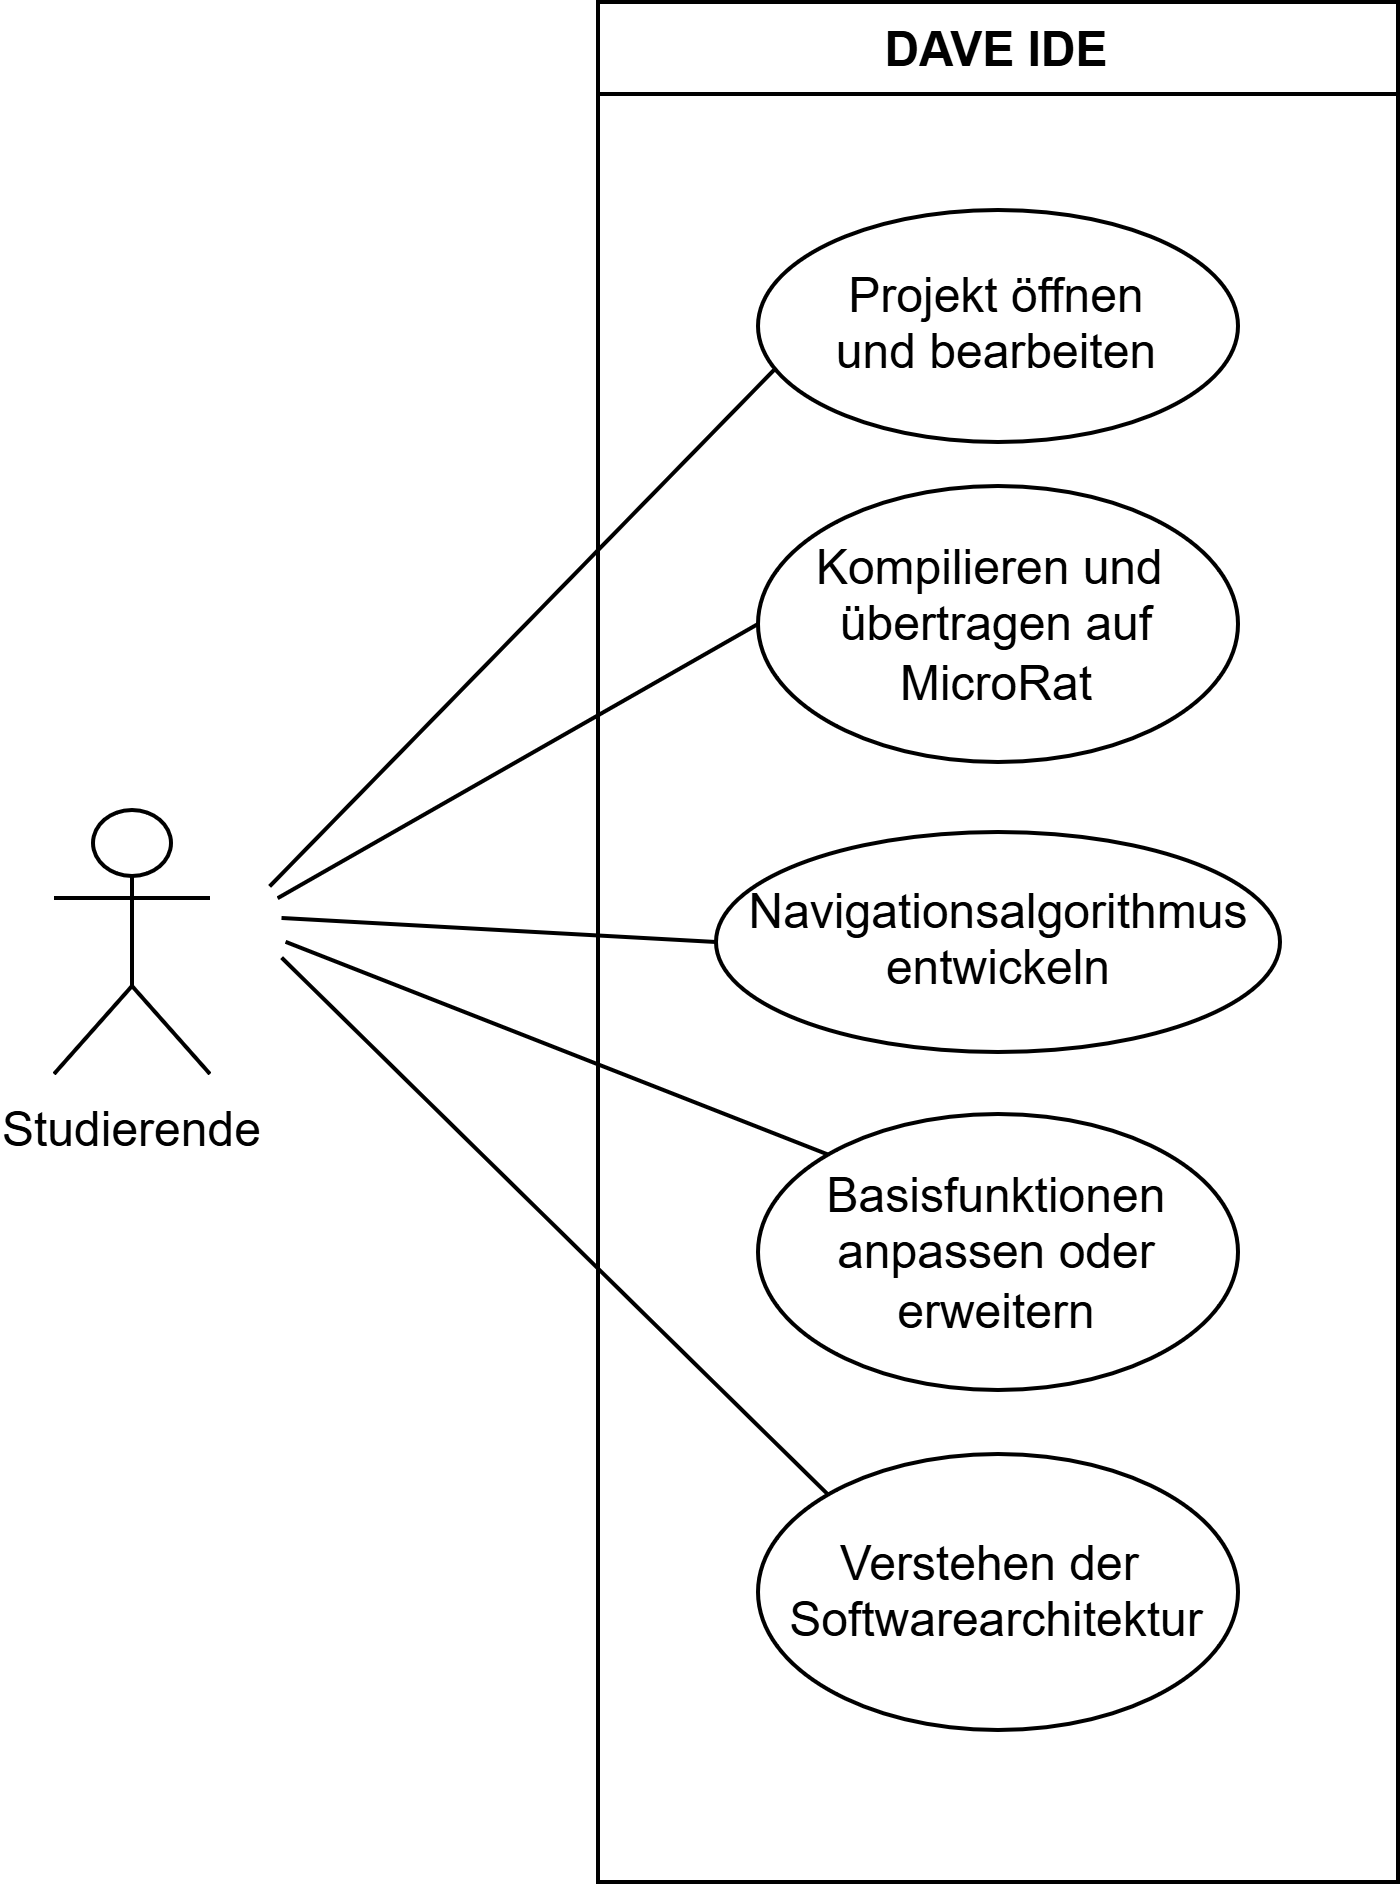 DAVE IDE
Projekt öffnen
und bearbeiten
Kompilieren und
übertragen auf
MicroRat
Navigationsalgorithmus
entwickeln
Studierende
Basisfunktionen
anpassen oder
erweitern
Verstehen der
Softwarearchitektur